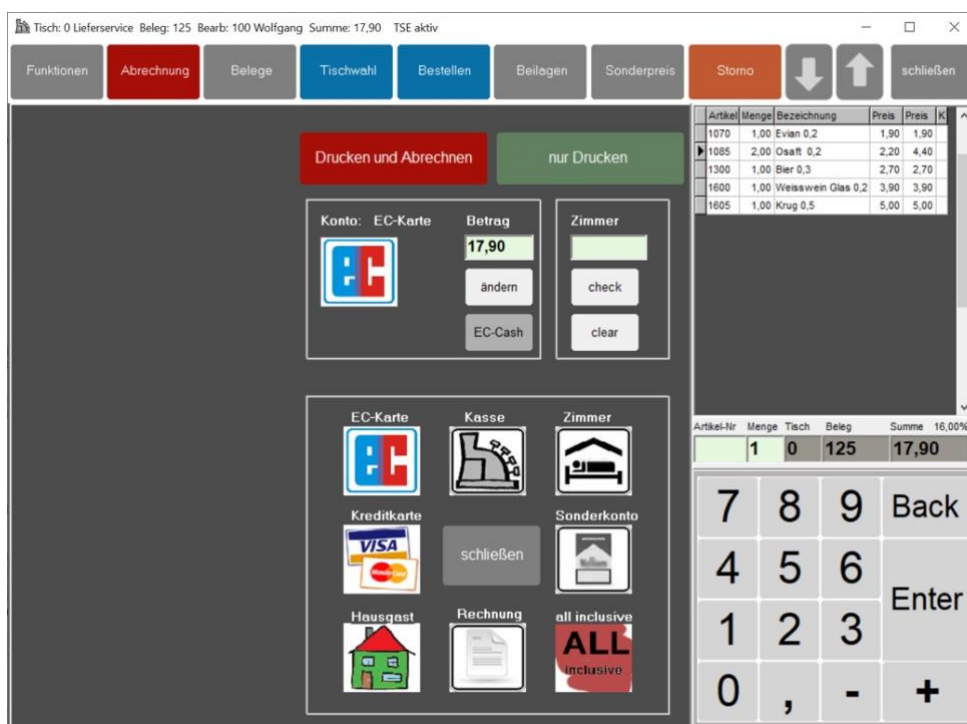 Tisch: 0 Lieferservice Beleg: 125 Bearb: 100 Wolfgang Summe: 17,90 TSE aktiv
Funktionen Abrechnung Belege Tischwahl Bestellen Beilagen Sonderpreis Storno schließen
Drucken und Abrechnen nur Drucken
Konto: EC-Karte Betrag
ec 17,90
ändern
EC-Cash
Zimmer
check
clear
EC-Karte Kasse Zimmer
ec
Kreditkarte Sonderkonto
VISA
MasterCard
schließen
Hausgast Rechnung all inclusive
ALL
inclusive
Artikel Menge Bezeichnung Preis Preis K
1070 1,00 Evian 0,2 1,90 1,90
1085 2,00 Osaft 0,2 2,20 4,40
1300 1,00 Bier 0,3 2,70 2,70
1600 1,00 Weisswein Glas 0,2 3,90 3,90
1605 1,00 Krug 0,5 5,00 5,00
Artikel-Nr Menge Tisch Beleg Summe 16,00%
1 0 125 17,90
7 8 9 Back
4 5 6 Enter
1 2 3
0 , - +